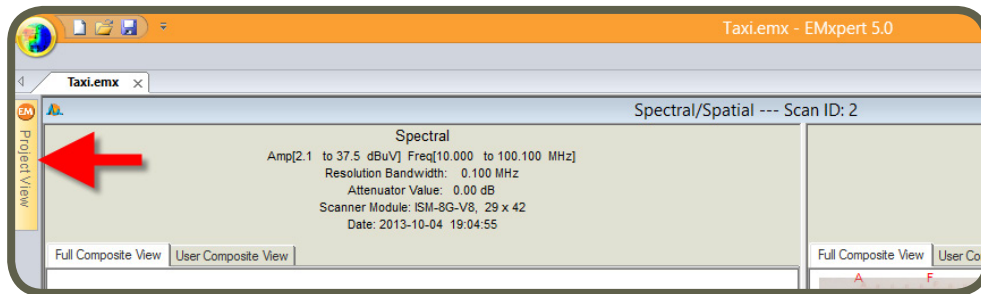 Taxi.emx - EMxpert 5.0
Taxi.emx
EM
Project View
Spectral/Spatial --- Scan ID: 2
Spectral
Amp[2.1 to 37.5 dBuV] Freq[10.000 to 100.100 MHz]
Resolution Bandwidth: 0.100 MHz
Attenuator Value: 0.00 dB
Scanner Module: ISM-8G-V8, 29 x 42
Date: 2013-10-04 19:04:55
Full Composite View User Composite View
Full Composite View User Co
A F